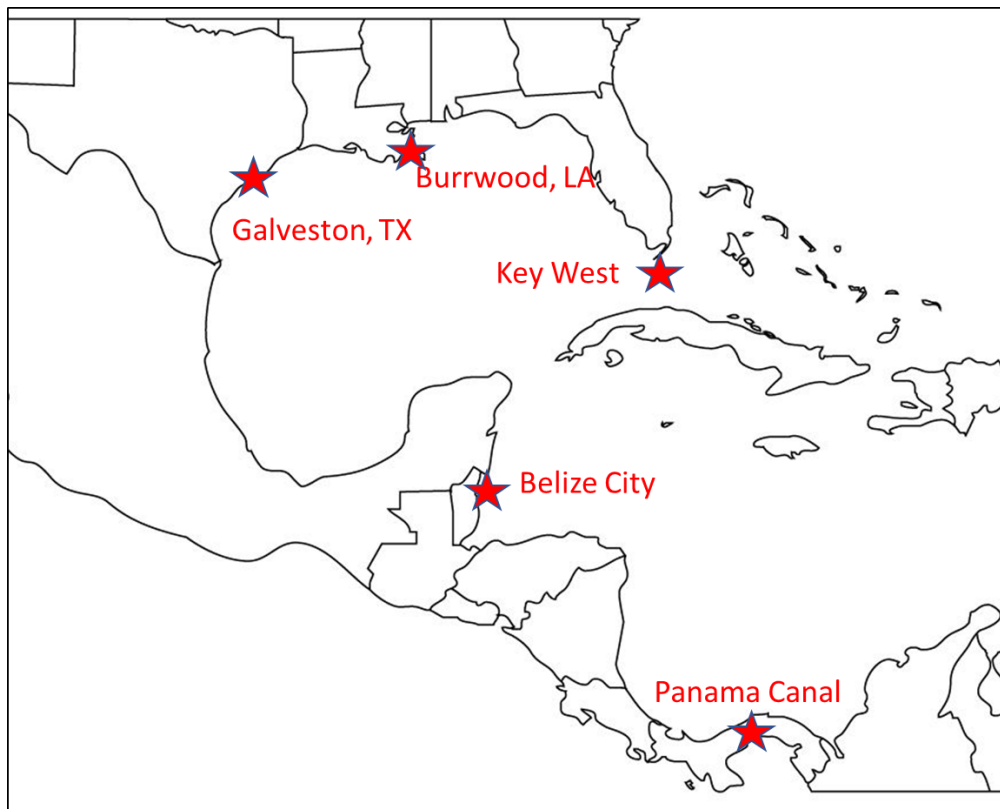 Burrwood, LA
Galveston, TX
Key West
Belize City
Panama Canal